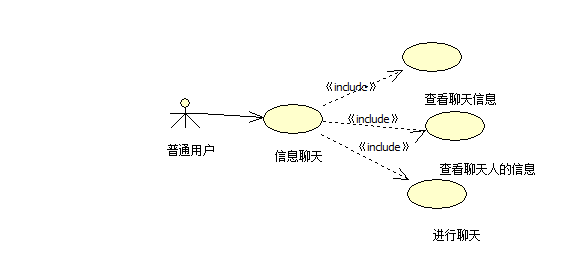 《include》
查看聊天信息
《include》
《include》
普通用户
信息聊天
查看聊天人的信息
进行聊天